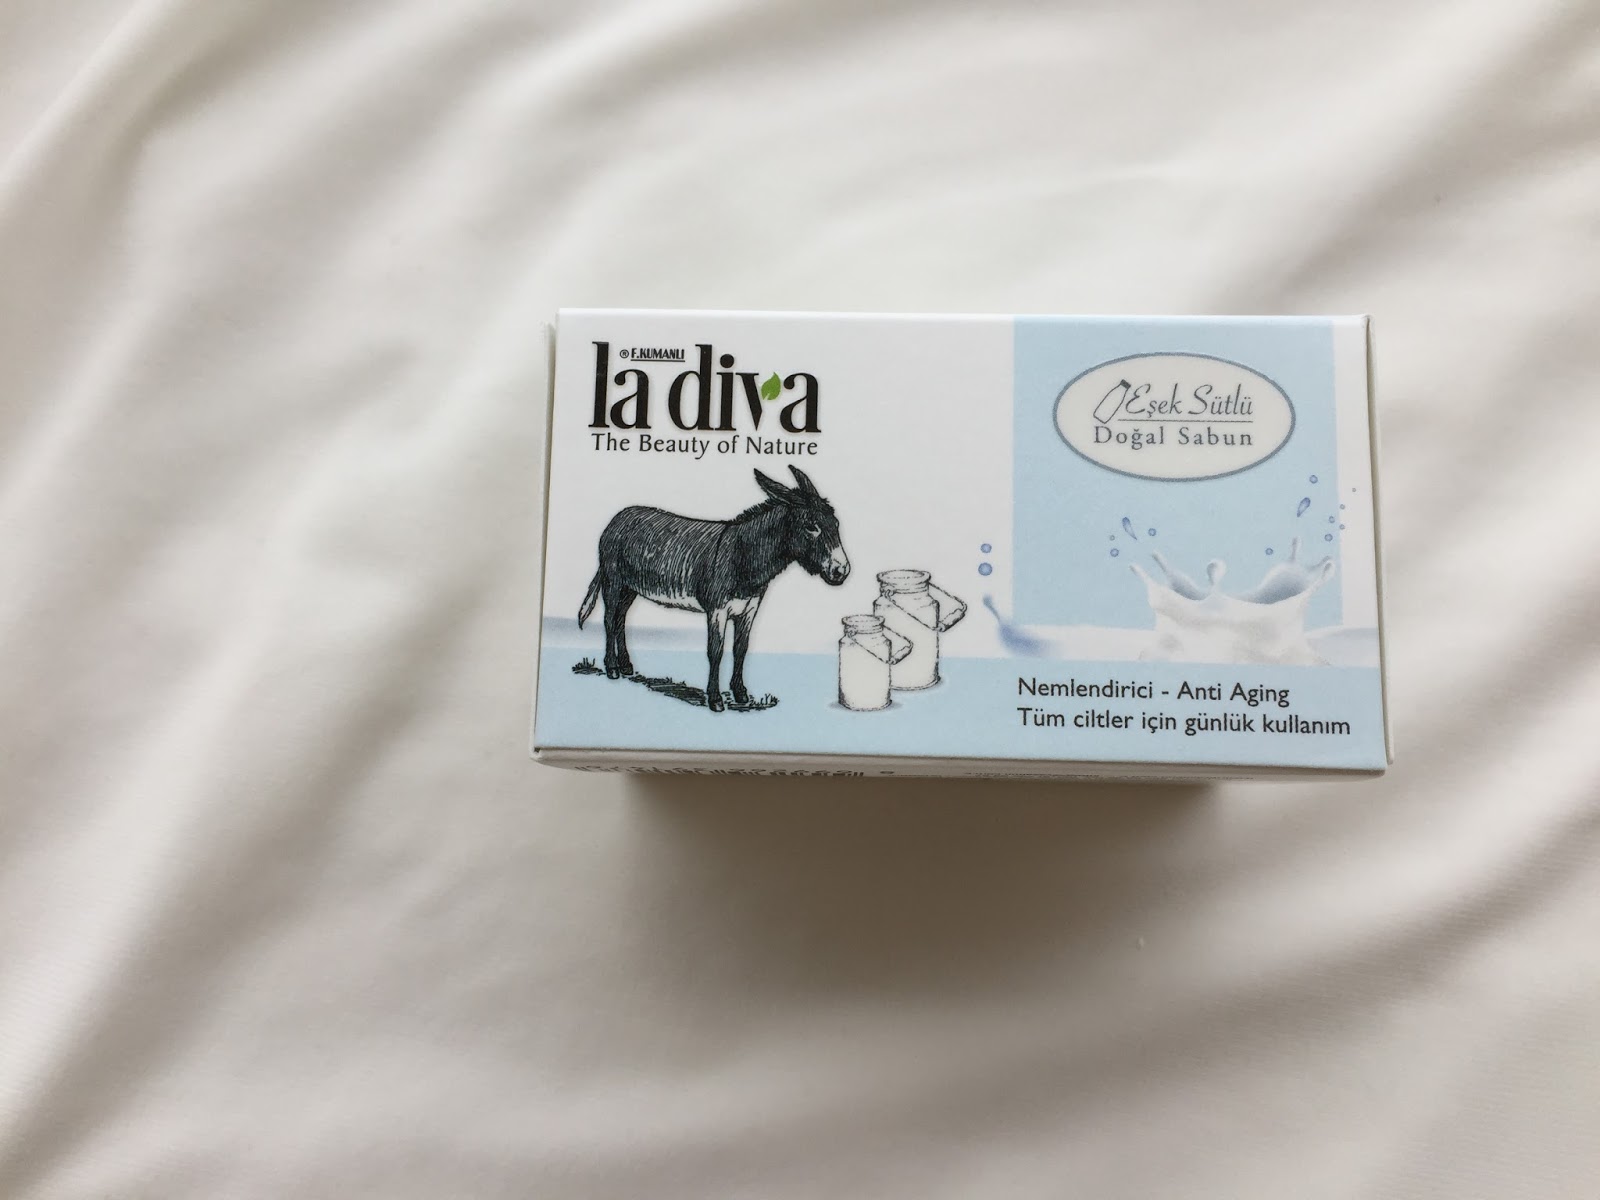 ® F.KUMANLI
la diva
The Beauty of Nature
Eşek Sütlü
Doğal Sabun
Nemlendirici - Anti Aging
Tüm ciltler için günlük kullanım